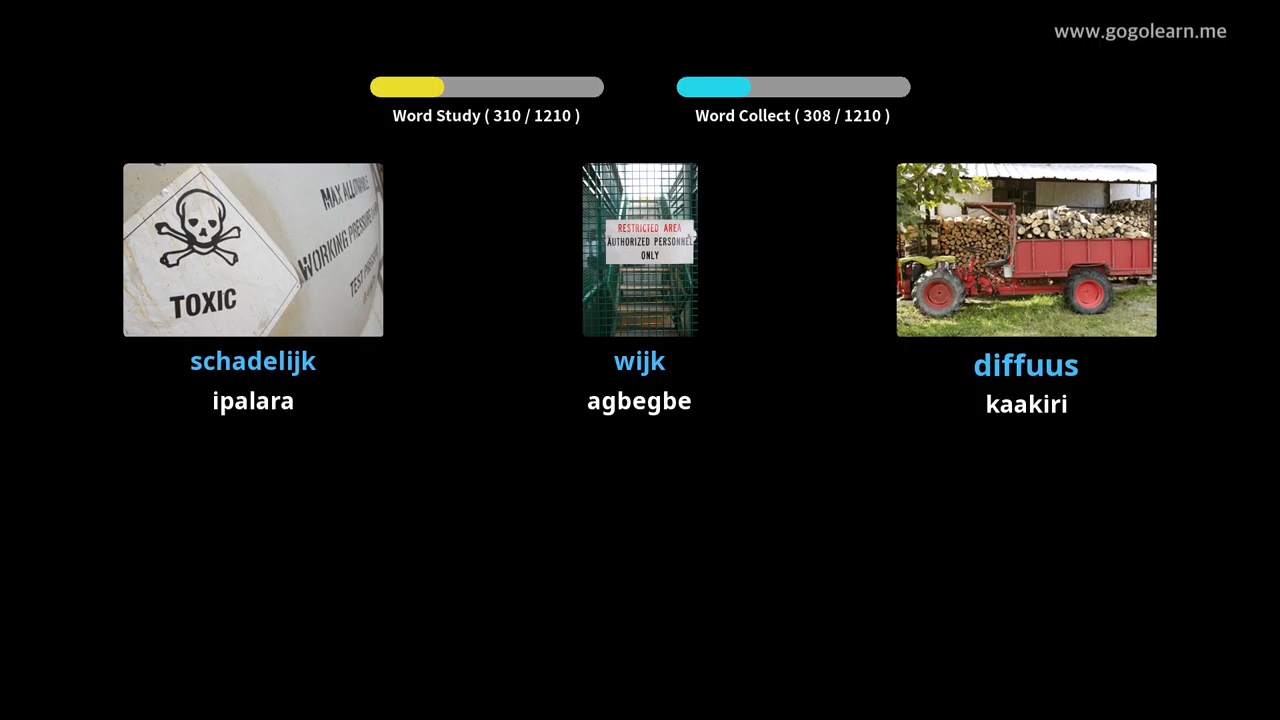 www.gogolearn.me
Word Study ( 310 / 1210 )
Word Collect ( 308 / 1210 )
TOXIC
MAX ALLOWABLE
WORKING PRESSURE
TEST
RESTRICTED AREA
AUTHORIZED PERSONNEL
ONLY
schadelijk
wijk
diffuus
ipalara
agbegbe
kaakiri